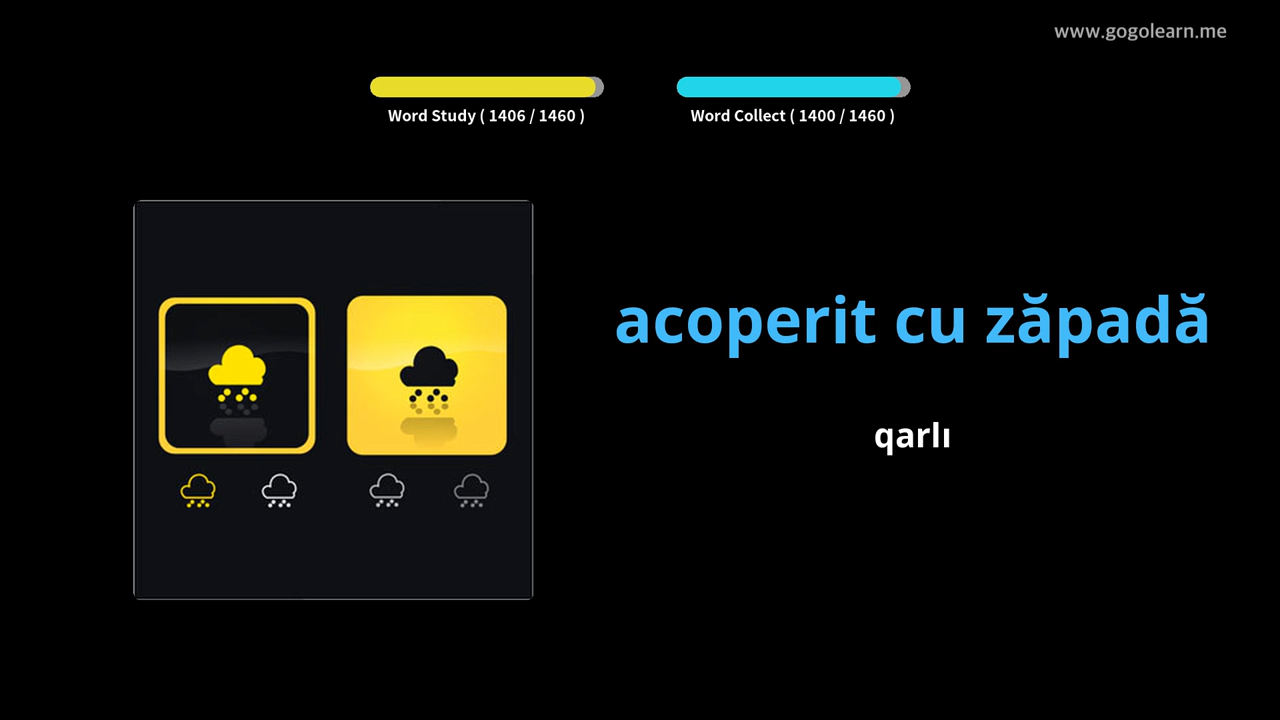 www.gogolearn.me
Word Study ( 1406 / 1460 )
Word Collect ( 1400 / 1460 )
acoperit cu zăpadă
qarlı